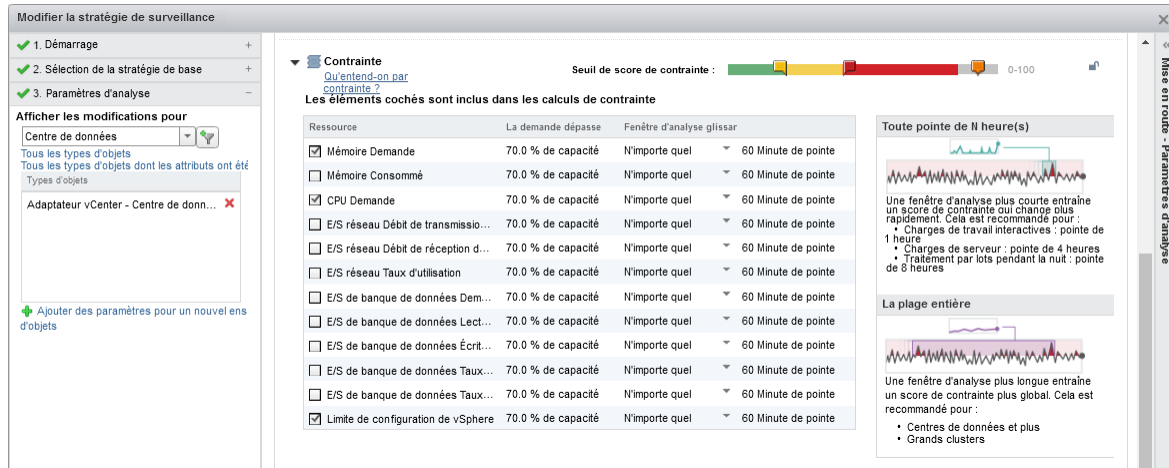 Modifier la stratégie de surveillance
1. Démarrage
2. Sélection de la stratégie de base
3. Paramètres d'analyse
Afficher les modifications pour
Centre de données
Tous les types d'objets
Tous les types d'objets dont les attributs ont été
Types d'objets
Adaptateur vCenter - Centre de donn...
Ajouter des paramètres pour un nouvel ens
d'objets
Contrainte
Qu'entend-on par
contrainte ?
Seuil de score de contrainte :
0-100
Les éléments cochés sont inclus dans les calculs de contrainte
Ressource La demande dépasse Fenêtre d'analyse glissar
Mémoire Demande 70.0 % de capacité N'importe quel 60 Minute de pointe
Mémoire Consommé 70.0 % de capacité N'importe quel 60 Minute de pointe
CPU Demande 70.0 % de capacité N'importe quel 60 Minute de pointe
E/S réseau Débit de transmissio... 70.0 % de capacité N'importe quel 60 Minute de pointe
E/S réseau Débit de réception d... 70.0 % de capacité N'importe quel 60 Minute de pointe
E/S réseau Taux d'utilisation 70.0 % de capacité N'importe quel 60 Minute de pointe
E/S de banque de données Dem... 70.0 % de capacité N'importe quel 60 Minute de pointe
E/S de banque de données Lect... 70.0 % de capacité N'importe quel 60 Minute de pointe
E/S de banque de données Écrit... 70.0 % de capacité N'importe quel 60 Minute de pointe
E/S de banque de données Taux... 70.0 % de capacité N'importe quel 60 Minute de pointe
E/S de banque de données Taux... 70.0 % de capacité N'importe quel 60 Minute de pointe
Limite de configuration de vSphere 70.0 % de capacité N'importe quel 60 Minute de pointe
Toute pointe de N heure(s)
Une fenêtre d'analyse plus courte entraîne
un score de contrainte qui change plus
rapidement. Cela est recommandé pour :
• Charges de travail interactives : pointe de
1 heure
• Charges de serveur : pointe de 4 heures
• Traitement par lots pendant la nuit : pointe
de 8 heures
La plage entière
Une fenêtre d'analyse plus longue entraîne
un score de contrainte plus global. Cela est
recommandé pour :
• Centres de données et plus
• Grands clusters
Mise en route - Paramètres d'analyse